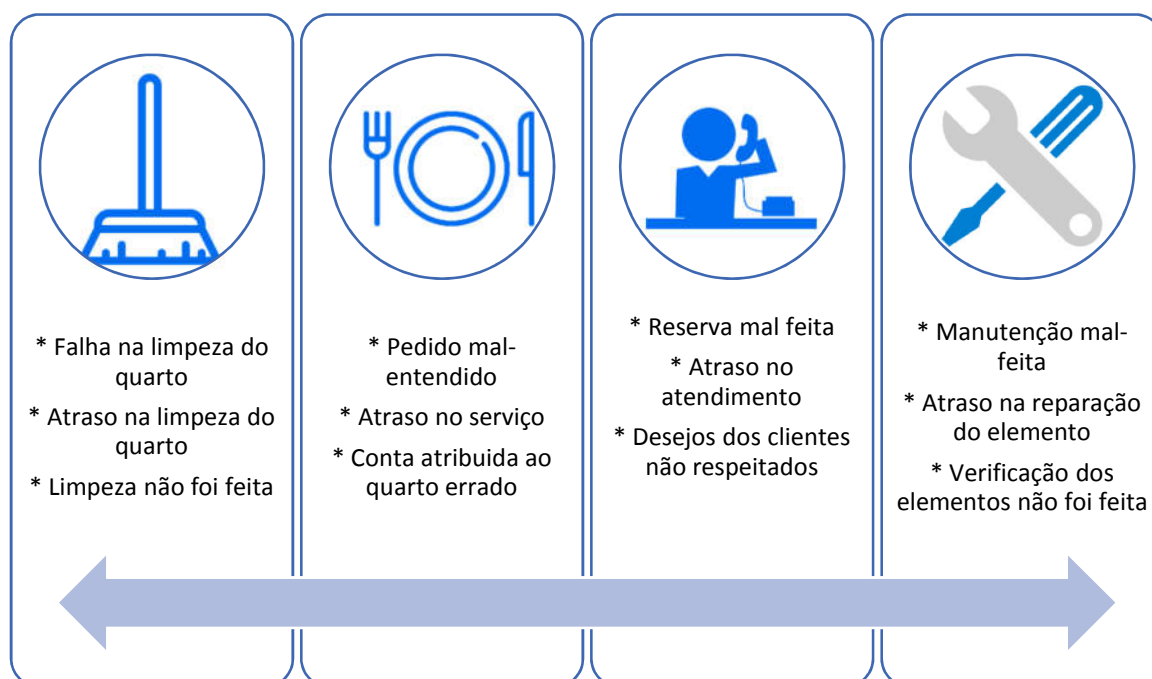 * Falha na limpeza do
quarto
* Atraso na limpeza do
quarto
* Limpeza não foi feita
* Pedido mal-
entendido
* Atraso no serviço
* Conta atribuida ao
quarto errado
* Reserva mal feita
* Atraso no
atendimento
* Desejos dos clientes
não respeitados
* Manutenção mal-
feita
* Atraso na reparação
do elemento
* Verificação dos
elementos não foi feita